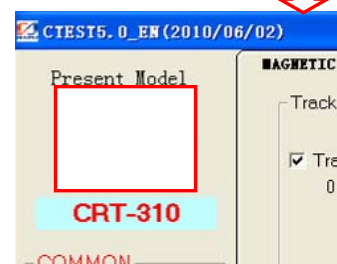 CTEST5.0_EN(2010/06/02)
Present Model
CRT-310
COMMON
MAGNETIC
Track
Tra
0